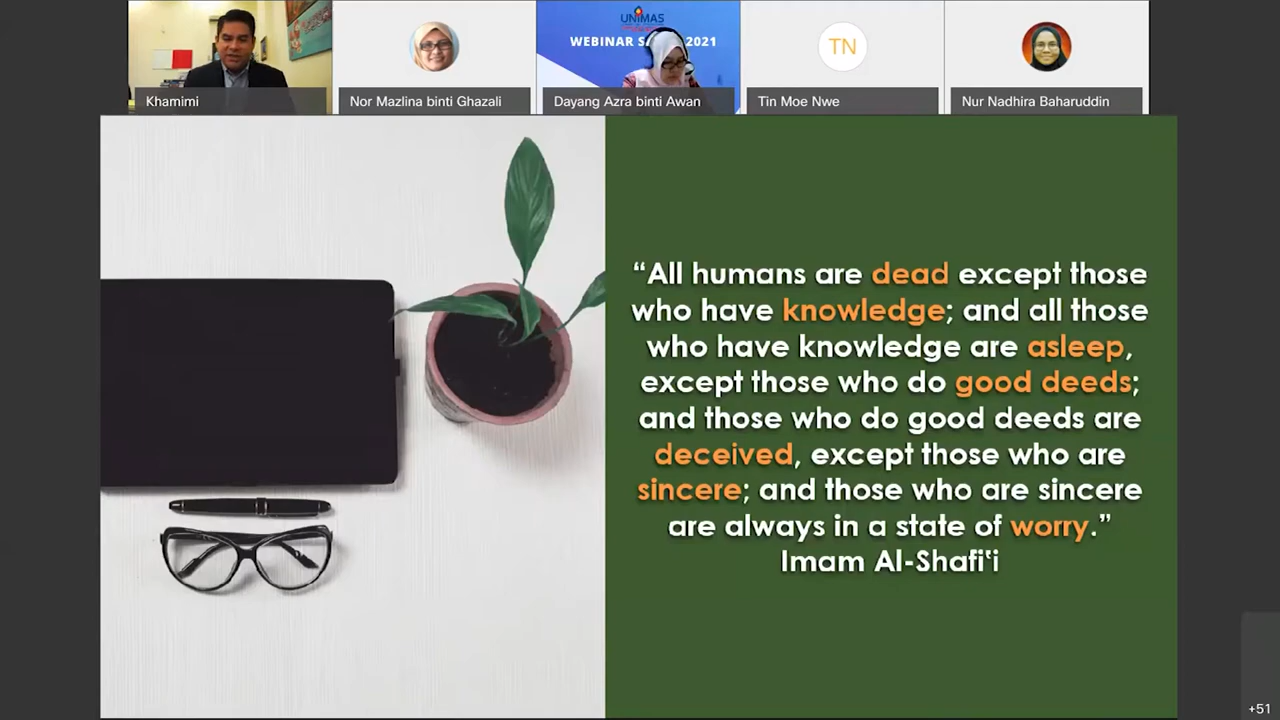 UNIMAS
WEBINAR S 2021
Khamimi
Nor Mazlina binti Ghazali
Dayang Azra binti Awan
TN
Tin Moe Nwe
Nur Nadhira Baharuddin
“All humans are dead except those
who have knowledge; and all those
who have knowledge are asleep,
except those who do good deeds;
and those who do good deeds are
deceived, except those who are
sincere; and those who are sincere
are always in a state of worry.”
Imam Al-Shafi‛i
+51